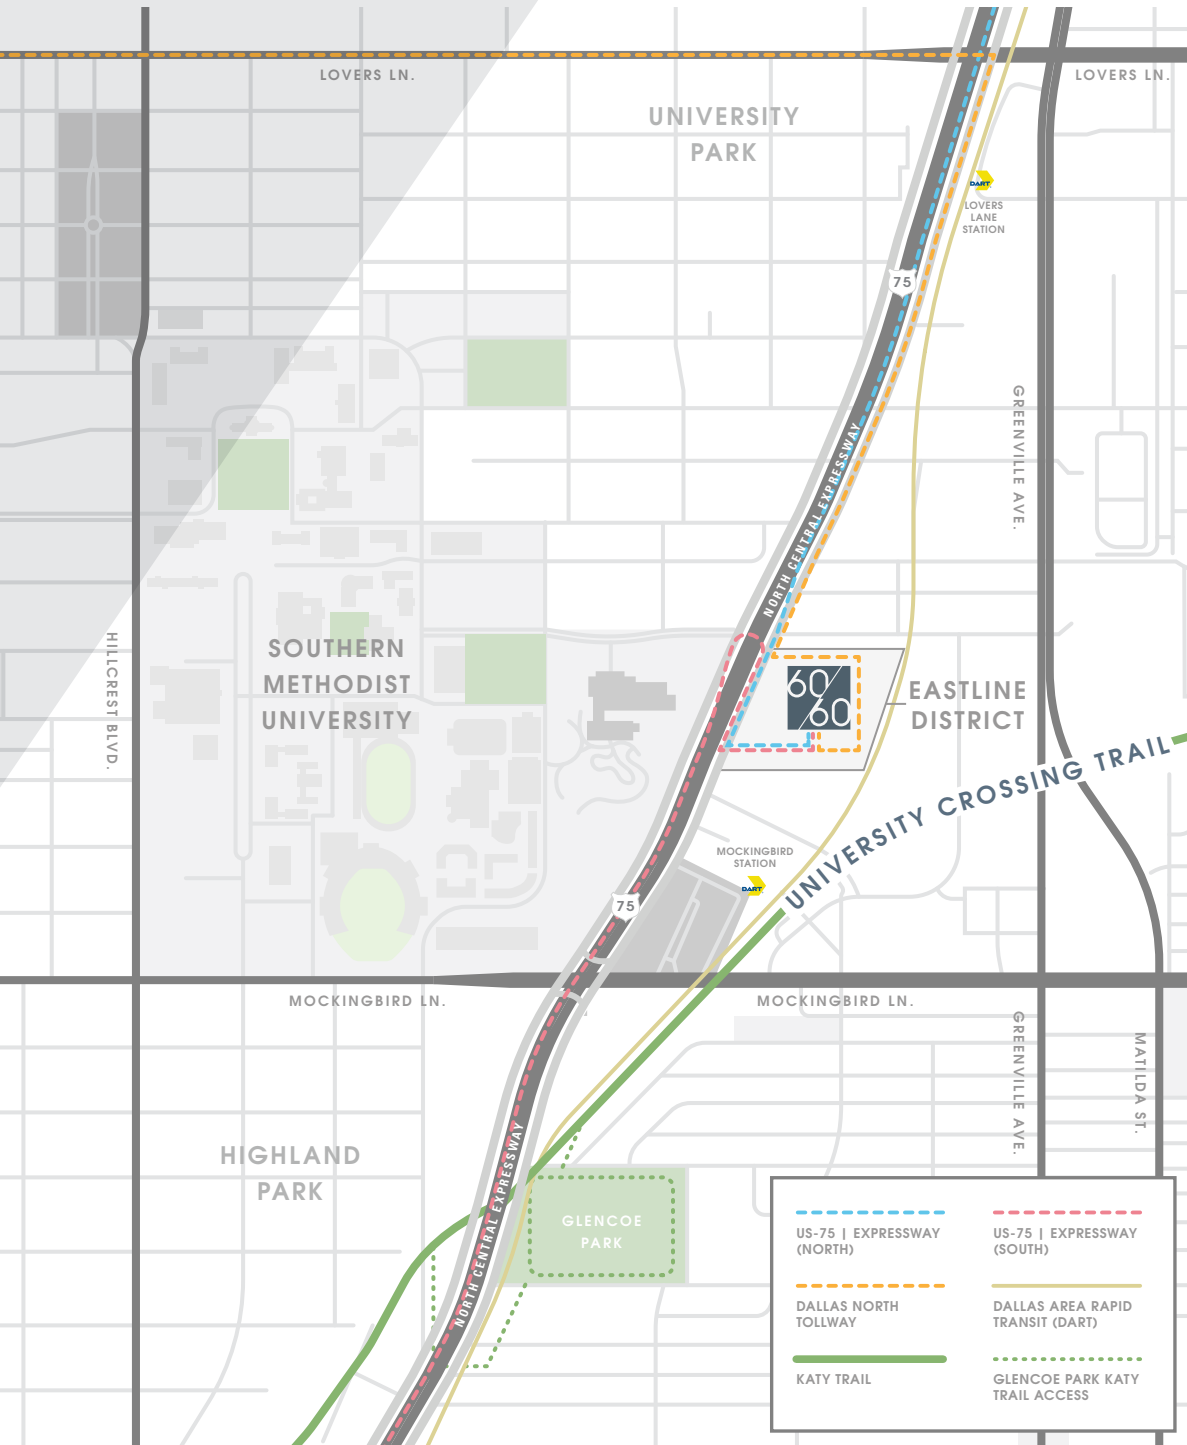 LOVERS LN.
LOVERS LN.
UNIVERSITY
PARK
DART
LOVERS
LANE
STATION
75
GREENVILLE AVE.
NORTH CENTRAL EXPRESSWAY
HILLCREST BLVD.
SOUTHERN
METHODIST
UNIVERSITY
60/
/60
EASTLINE
DISTRICT
UNIVERSITY CROSSING TRAIL
MOCKINGBIRD
STATION
DART
75
MOCKINGBIRD LN.
MOCKINGBIRD LN.
GREENVILLE AVE.
MATILDA ST.
HIGHLAND
PARK
NORTH CENTRAL EXPRESSWAY
GLENCOE
PARK
US-75 | EXPRESSWAY
(NORTH)
US-75 | EXPRESSWAY
(SOUTH)
DALLAS NORTH
TOLLWAY
DALLAS AREA RAPID
TRANSIT (DART)
KATY TRAIL
GLENCOE PARK KATY
TRAIL ACCESS